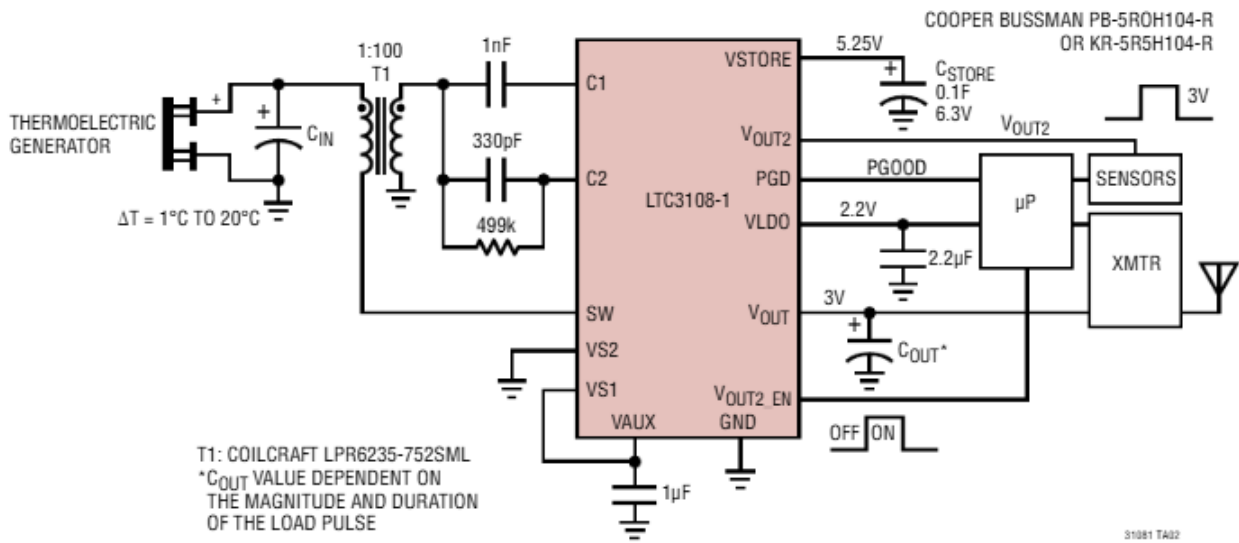 COOPER BUSSMAN PB-5ROH104-R
OR KR-5R5H104-R
1:100
T1
1nF
C1
VSTORE
5.25V
+
CSTORE
0.1F
6.3V
3V
THERMOELECTRIC
GENERATOR
+
+
CIN
330pF
C2
VOUT2
VOUT2
PGD
PGOOD
SENSORS
LTC3108-1
µP
ΔT = 1°C TO 20°C
499k
VLDO
2.2V
2.2µF
XMTR
SW
VOUT
3V
+
COUT*
VS2
VS1
VOUT2_EN
VAUX
GND
OFF
ON
1µF
T1: COILCRAFT LPR6235-752SML
*COUT VALUE DEPENDENT ON
THE MAGNITUDE AND DURATION
OF THE LOAD PULSE
31081 TA02